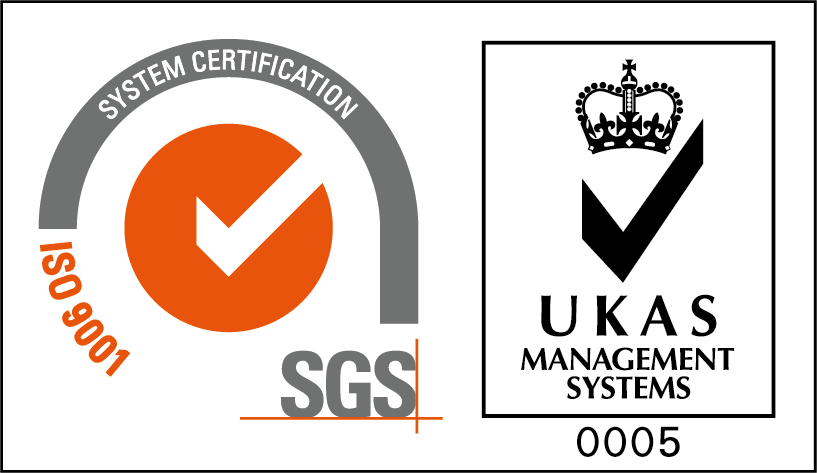 SYSTEM CERTIFICATION
ISO 9001
SGS
UKAS
MANAGEMENT
SYSTEMS
0005